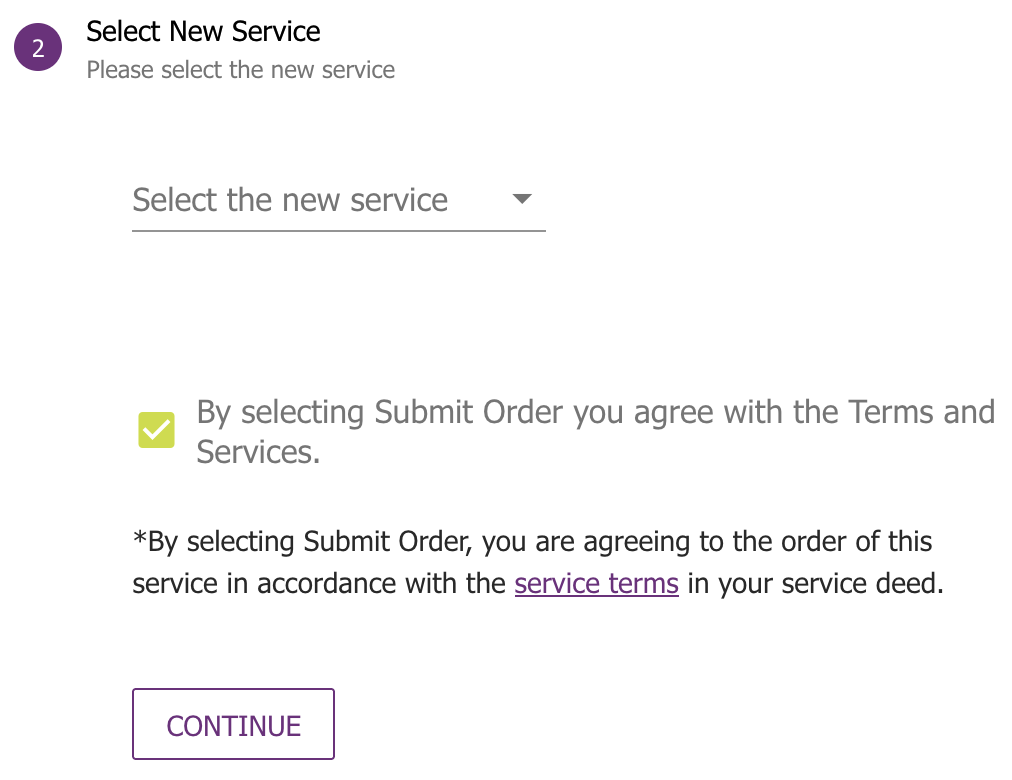 2
Select New Service
Please select the new service
Select the new service
By selecting Submit Order you agree with the Terms and
Services.
*By selecting Submit Order, you are agreeing to the order of this
service in accordance with the service terms in your service deed.
CONTINUE